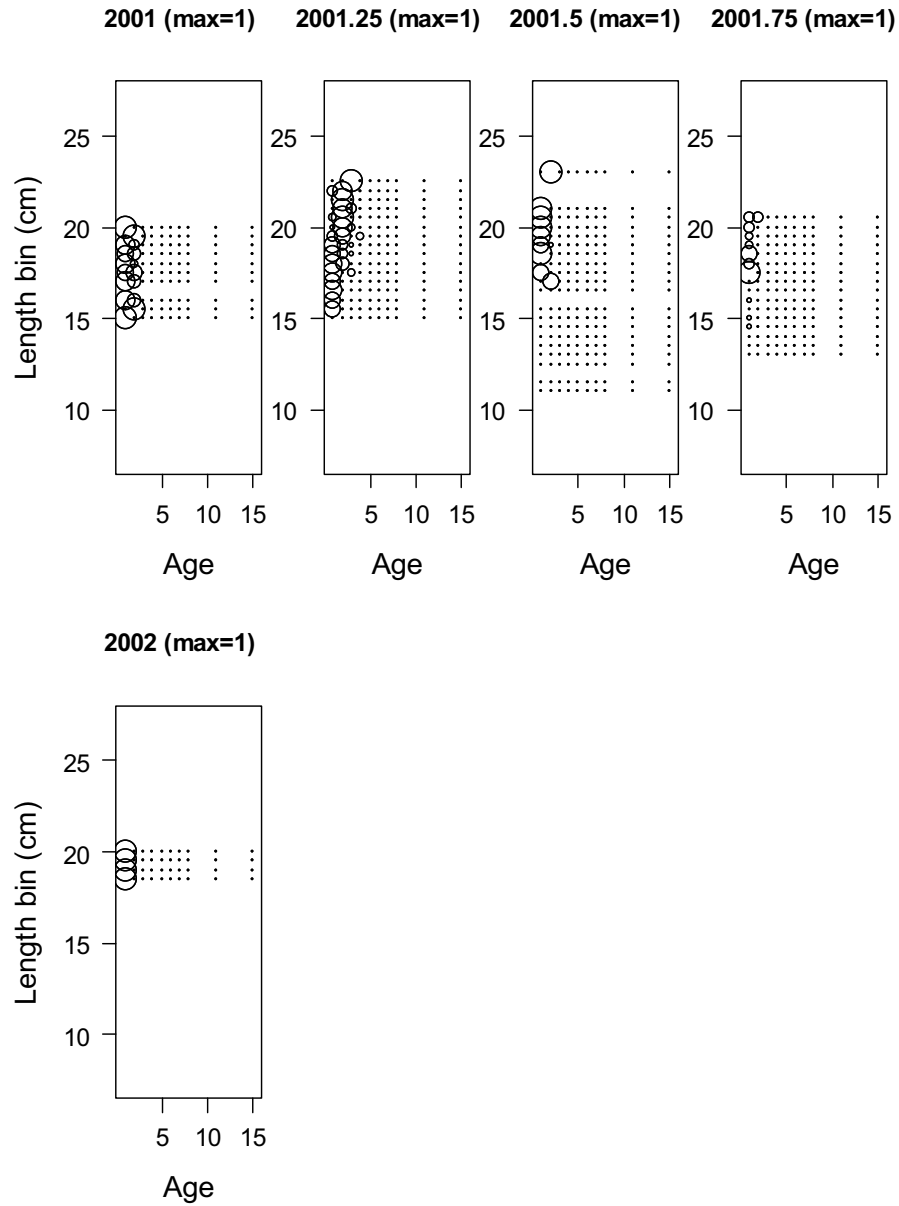 2001 (max=1) 2001.25 (max=1) 2001.5 (max=1) 2001.75 (max=1)
25 25 25 25
20 20 20 20
15 15 15 15
10 10 10 10
Length bin (cm)
5 10 15 5 10 15 5 10 15 5 10 15
Age Age Age Age
2002 (max=1)
25
20
15
10
Length bin (cm)
5 10 15
Age